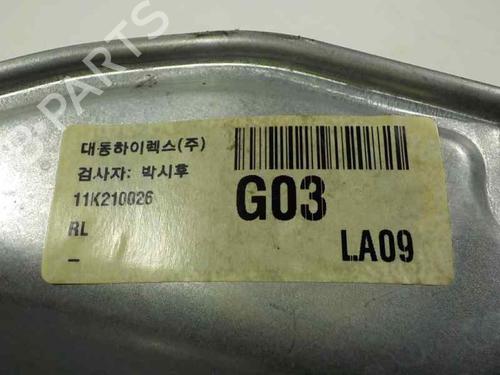 B-PARTS
대동하이렉스(주)
검사자: 박시후
11K210026
RL
-
G03
LA09